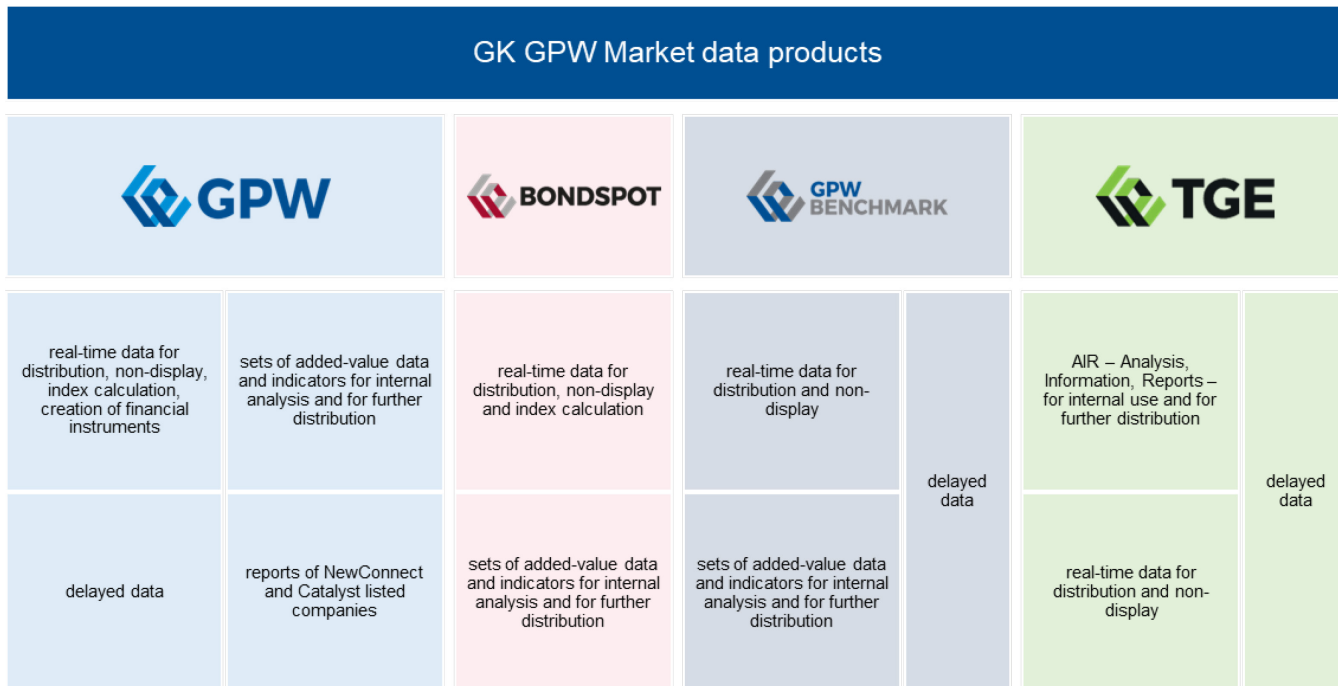 GK GPW Market data products
GPW
BONDSPOT
GPW
BENCHMARK
TGE
real-time data for
distribution, non-display,
index calculation,
creation of financial
instruments
sets of added-value data
and indicators for internal
analysis and for further
distribution
real-time data for
distribution, non-display
and index calculation
real-time data for
distribution and non-
display
delayed
data
AIR – Analysis,
Information, Reports –
for internal use and for
further distribution
delayed
data
delayed data
reports of NewConnect
and Catalyst listed
companies
sets of added-value data
and indicators for internal
analysis and for further
distribution
sets of added-value data
and indicators for internal
analysis and for further
distribution
real-time data for
distribution and non-
display